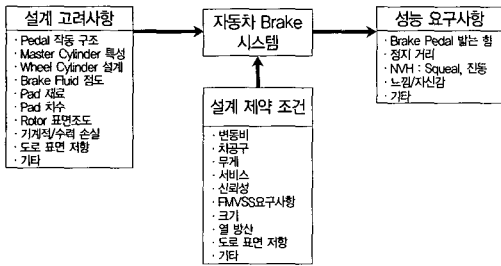 설계 고려사항
· Pedal 작동 구조
· Master Cylinder 특성
· Wheel Cylinder 설계
· Brake Fluid 점도
· Pad 재료
· Pad 치수
· Rotor 표면조도
· 기계적/수력 손실
· 도로 표면 저항
· 기타
자동차 Brake
시스템
성능 요구사항
· Brake Pedal 밟는 힘
· 정지 거리
· NVH : Squeal, 진동
· 느낌/자신감
· 기타
설계 제약 조건
· 변동비
· 차공구
· 무게
· 서비스
· 신뢰성
· FMVSS요구사항
· 크기
· 열 방산
· 도로 표면 저항
· 기타